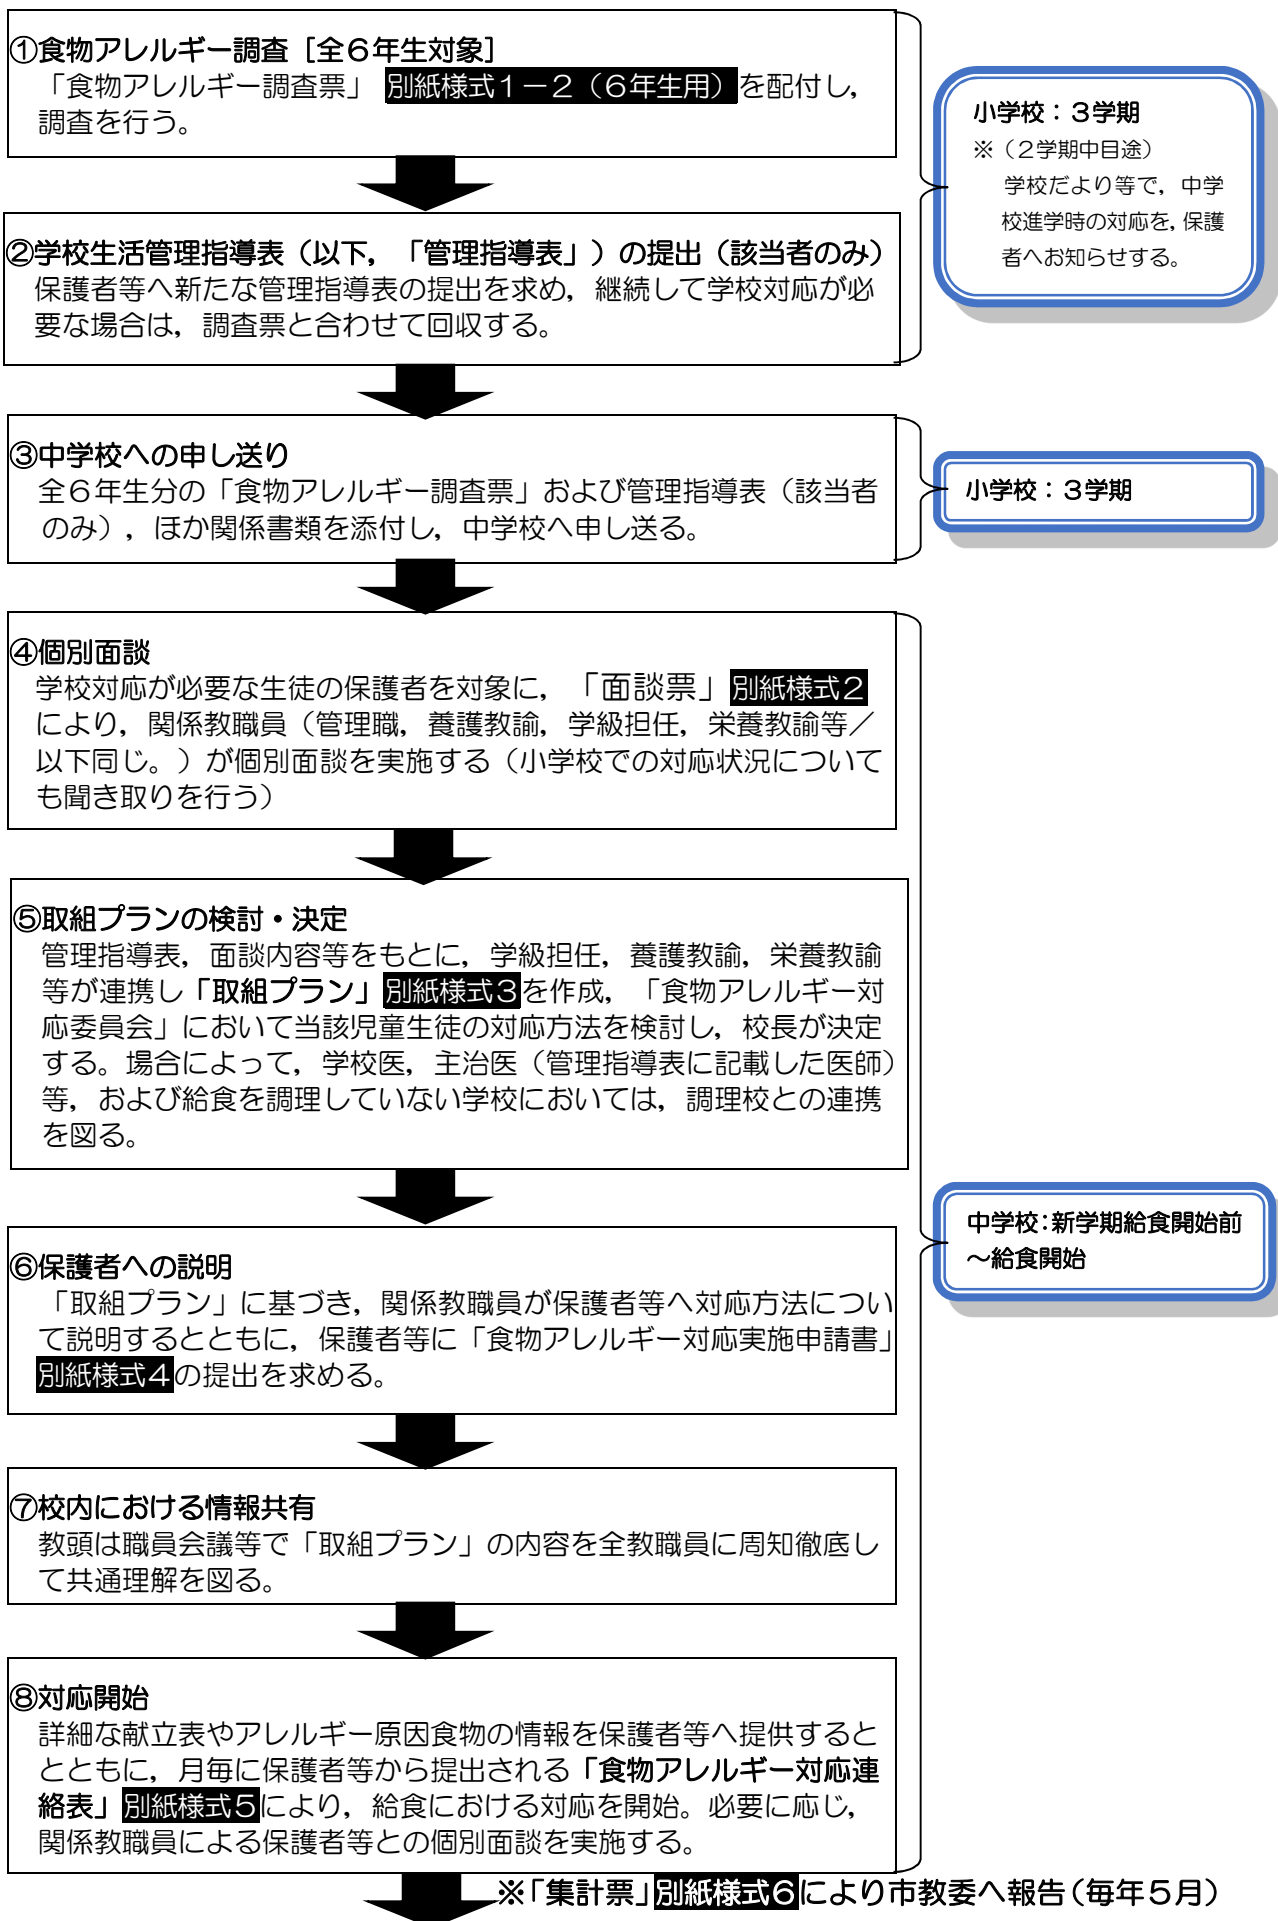 ①食物アレルギー調査［全６年生対象］
「食物アレルギー調査票」 別紙様式１－２（６年生用）を配付し，
調査を行う。
小学校：３学期
※（２学期中目途）
学校だより等で，中学
校進学時の対応を，保護
者へお知らせする。
②学校生活管理指導表（以下，「管理指導表」）の提出（該当者のみ）
保護者等へ新たな管理指導表の提出を求め，継続して学校対応が必
要な場合は，調査票と合わせて回収する。
③中学校への申し送り
全６年生分の「食物アレルギー調査票」および管理指導表（該当者
のみ），ほか関係書類を添付し，中学校へ申し送る。
小学校：３学期
④個別面談
学校対応が必要な生徒の保護者を対象に，「面談票」別紙様式２
により，関係教職員（管理職，養護教諭，学級担任，栄養教諭等／
以下同じ。）が個別面談を実施する（小学校での対応状況について
も聞き取りを行う）
⑤取組プランの検討・決定
管理指導表，面談内容等をもとに，学級担任，養護教諭，栄養教諭
等が連携し「取組プラン」別紙様式３を作成，「食物アレルギー対
応委員会」において当該児童生徒の対応方法を検討し，校長が決定
する。場合によって，学校医，主治医（管理指導表に記載した医師）
等，および給食を調理していない学校においては，調理校との連携
を図る。
中学校：新学期給食開始前
～給食開始
⑥保護者への説明
「取組プラン」に基づき，関係教職員が保護者等へ対応方法につい
て説明するとともに，保護者等に「食物アレルギー対応実施申請書」
別紙様式４の提出を求める。
⑦校内における情報共有
教頭は職員会議等で「取組プラン」の内容を全教職員に周知徹底し
て共通理解を図る。
⑧対応開始
詳細な献立表やアレルギー原因食物の情報を保護者等へ提供すると
とともに，月毎に保護者等から提出される「食物アレルギー対応連
絡表」別紙様式５により，給食における対応を開始。必要に応じ，
関係教職員による保護者等との個別面談を実施する。
※「集計票」別紙様式６により市教委へ報告（毎年５月）